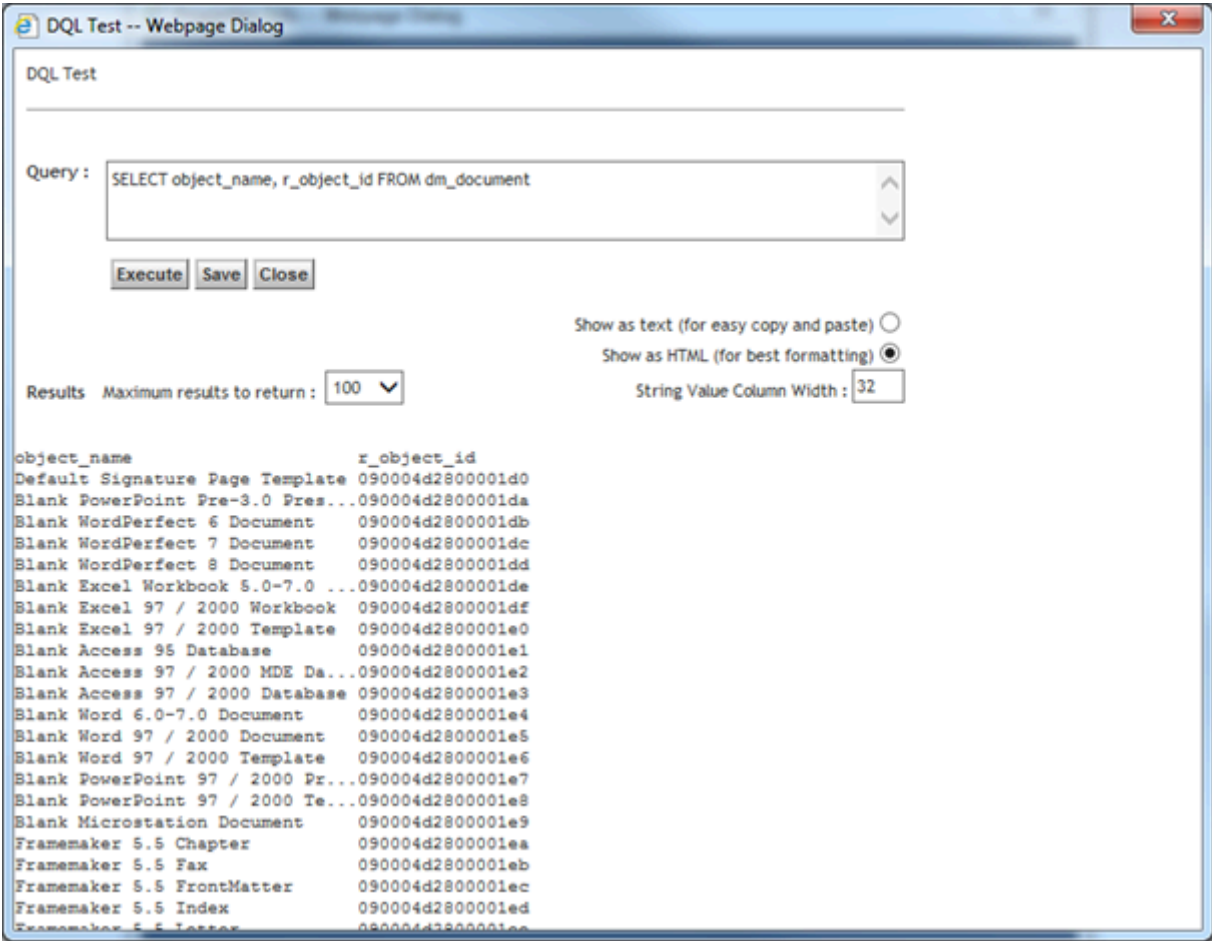 DQL Test -- Webpage Dialog
DQL Test
Query :
SELECT object_name, r_object_id FROM dm_document
Execute Save Close
Show as text (for easy copy and paste)
Show as HTML (for best formatting)
Results Maximum results to return : 100 String Value Column Width : 32
object_name r_object_id
Default Signature Page Template 090004d2800001d0
Blank PowerPoint Pre-3.0 Pres...090004d2800001da
Blank WordPerfect 6 Document 090004d2800001db
Blank WordPerfect 7 Document 090004d2800001dc
Blank WordPerfect 8 Document 090004d2800001dd
Blank Excel Workbook 5.0-7.0 ...090004d2800001de
Blank Excel 97 / 2000 Workbook 090004d2800001df
Blank Excel 97 / 2000 Template 090004d2800001e0
Blank Access 95 Database 090004d2800001e1
Blank Access 97 / 2000 MDE Da...090004d2800001e2
Blank Access 97 / 2000 Database 090004d2800001e3
Blank Word 6.0-7.0 Document 090004d2800001e4
Blank Word 97 / 2000 Document 090004d2800001e5
Blank Word 97 / 2000 Template 090004d2800001e6
Blank PowerPoint 97 / 2000 Pr...090004d2800001e7
Blank PowerPoint 97 / 2000 Te...090004d2800001e8
Blank Microstation Document 090004d2800001e9
Framemaker 5.5 Chapter 090004d2800001ea
Framemaker 5.5 Fax 090004d2800001eb
Framemaker 5.5 FrontMatter 090004d2800001ec
Framemaker 5.5 Index 090004d2800001ed
Framemaker 5.5 Letter